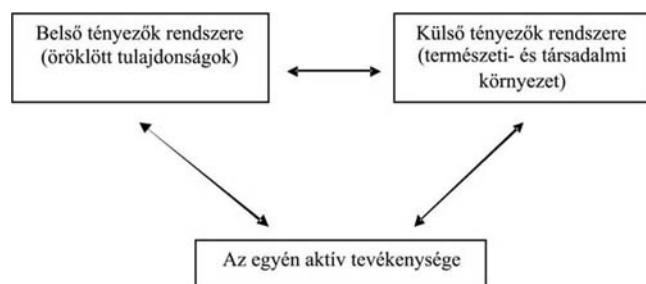 Belső tényezők rendszere
(öröklött tulajdonságok)
Külső tényezők rendszere
(természeti- és társadalmi
környezet)
Az egyén aktív tevékenysége